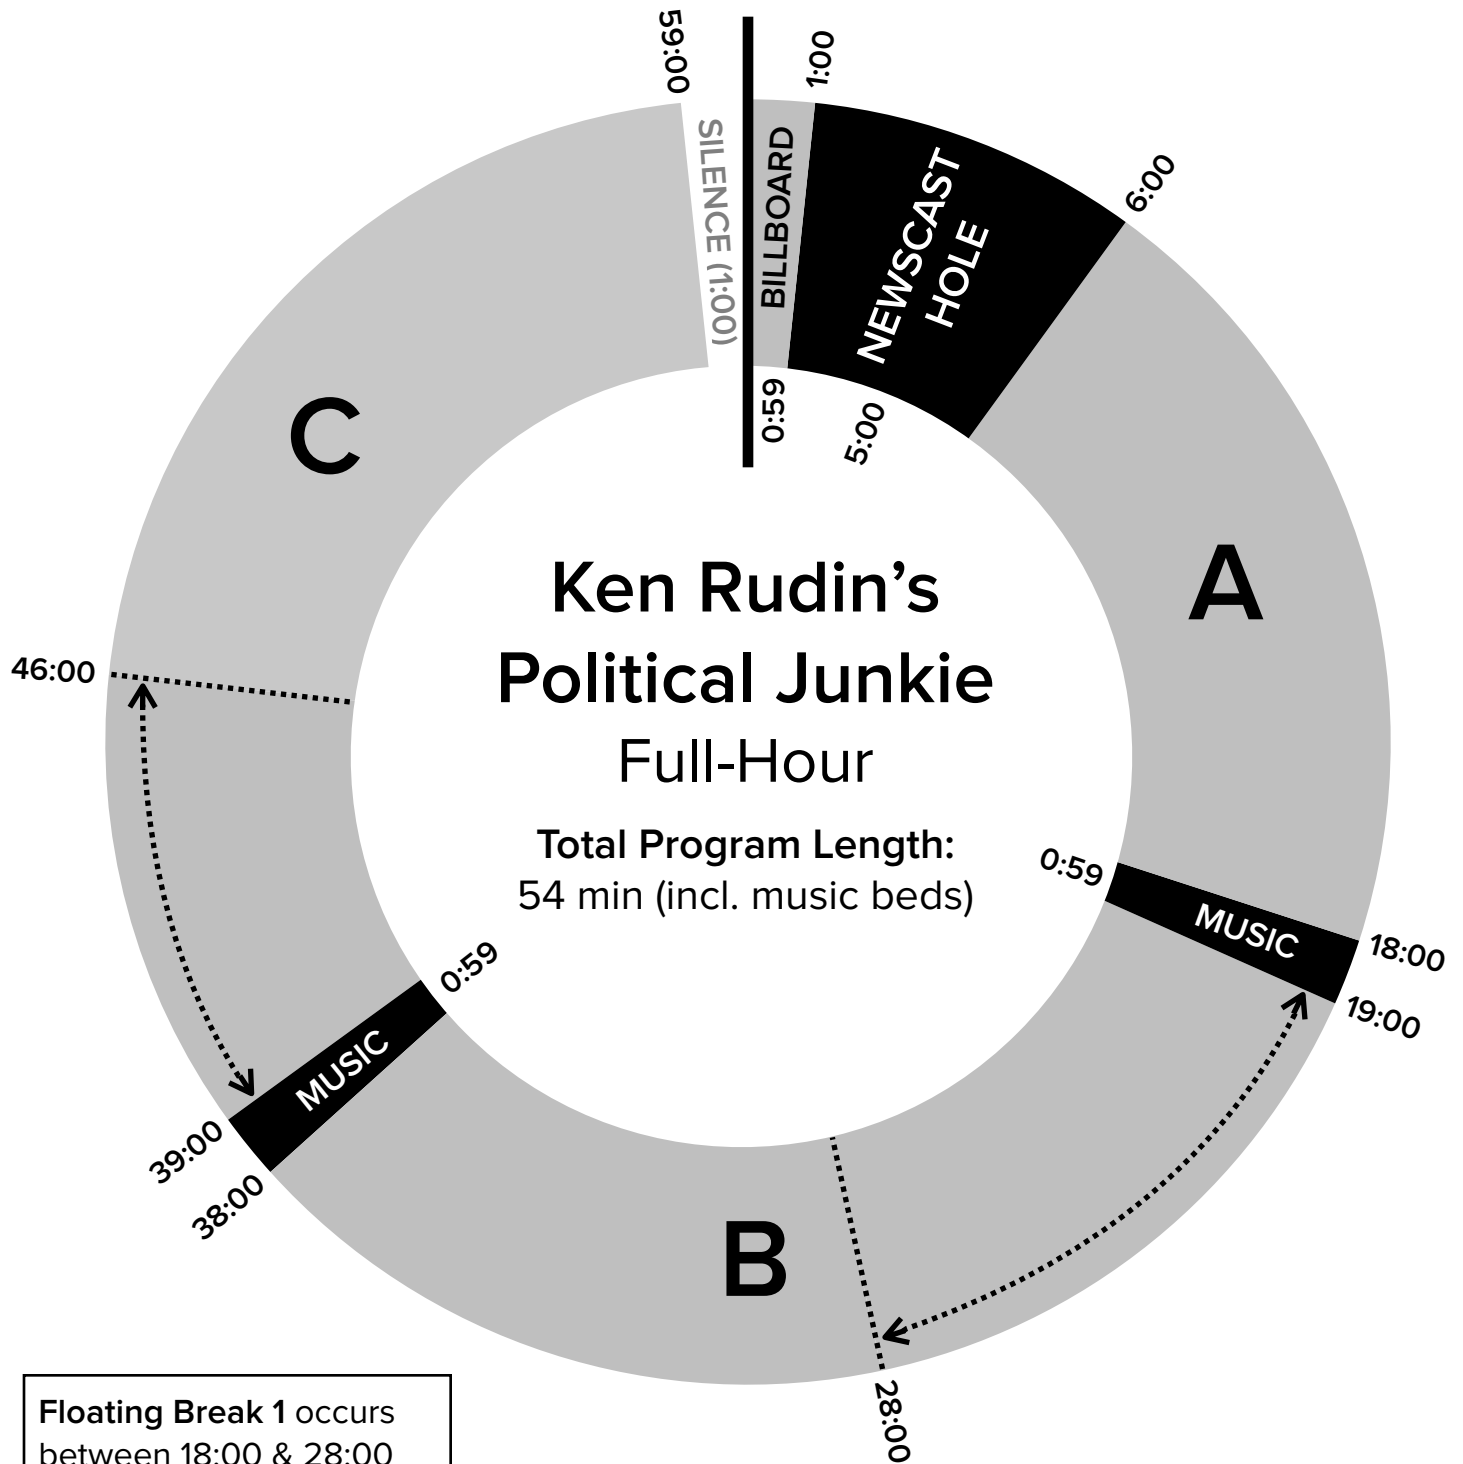 59:00
1:00
SILENCE (1:00)
BILLBOARD
NEWSCAST
HOLE
6:00
0:59
5:00
C
A
Ken Rudin’s
Political Junkie
Full-Hour
Total Program Length:
54 min (incl. music beds)
46:00
0:59
MUSIC
18:00
19:00
0:59
MUSIC
39:00
38:00
B
28:00
Floating Break 1 occurs
between 18:00 & 28:00